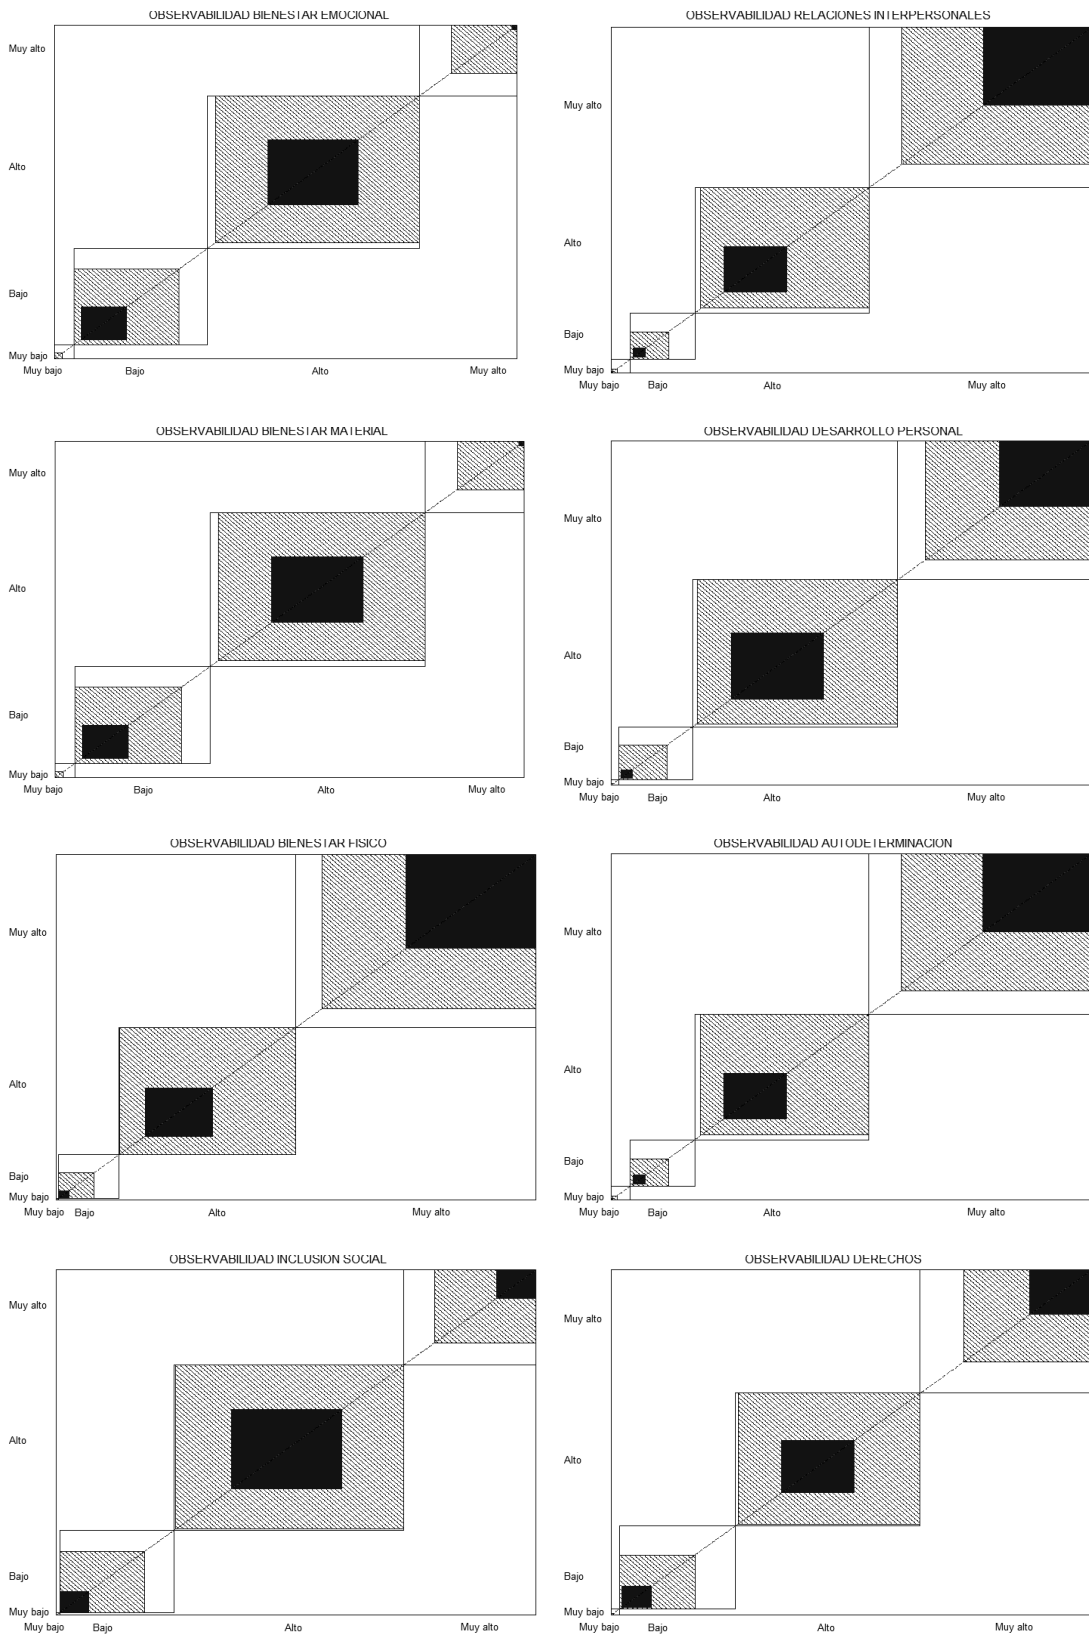 OBSERVABILIDAD BIENESTAR EMOCIONAL
Muy alto
Alto
Bajo
Muy bajo
Muy bajo Bajo Alto Muy alto
OBSERVABILIDAD RELACIONES INTERPERSONALES
Muy alto
Alto
Bajo
Muy bajo
Muy bajo Bajo Alto Muy alto
OBSERVABILIDAD BIENESTAR MATERIAL
Muy alto
Alto
Bajo
Muy bajo
Muy bajo Bajo Alto Muy alto
OBSERVABILIDAD DESARROLLO PERSONAL
Muy alto
Alto
Bajo
Muy bajo
Muy bajo Bajo Alto Muy alto
OBSERVABILIDAD BIENESTAR FISICO
Muy alto
Alto
Bajo
Muy bajo
Muy bajo Bajo Alto Muy alto
OBSERVABILIDAD AUTODETERMINACION
Muy alto
Alto
Bajo
Muy bajo
Muy bajo Bajo Alto Muy alto
OBSERVABILIDAD INCLUSION SOCIAL
Muy alto
Alto
Bajo
Muy bajo
Muy bajo Bajo Alto Muy alto
OBSERVABILIDAD DERECHOS
Muy alto
Alto
Bajo
Muy bajo
Muy bajo Bajo Alto Muy alto